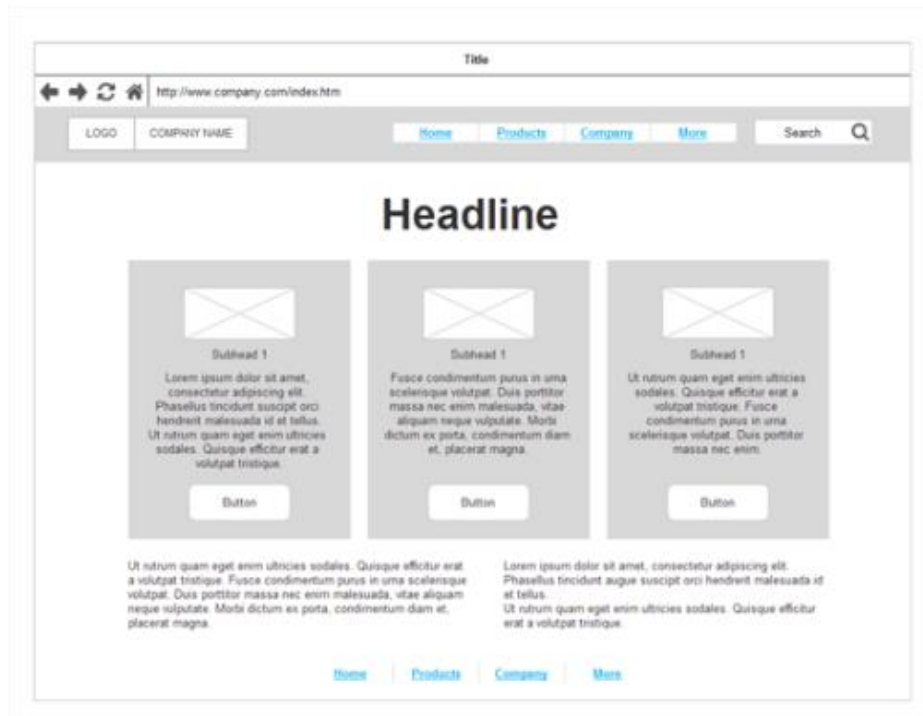 Title
http://www.company.com/index.htm
LOGO COMPANY NAME Home Products Company More Search
Headline
Subhead 1
Lorem ipsum dolor sit amet,
consectetur adipiscing elit.
Phasellus tincidunt suscipit orci
hendrerit malesuada id et tellus.
Ut rutrum quam eget enim ultricies
sodales. Quisque efficitur erat a
volutpat tristique.
Button
Subhead 1
Fusce condimentum purus in urna
scelerisque volutpat. Duis porttitor
massa nec enim malesuada, vitae
aliquam neque vulputate. Morbi
dictum ex porta, condimentum diam
et, placerat magna.
Button
Subhead 1
Ut rutrum quam eget enim ultricies
sodales. Quisque efficitur erat a
volutpat tristique. Fusce
condimentum purus in urna
scelerisque volutpat. Duis porttitor
massa nec enim.
Button
Ut rutrum quam eget enim ultricies sodales. Quisque efficitur erat
a volutpat tristique. Fusce condimentum purus in urna scelerisque
volutpat. Duis porttitor massa nec enim malesuada, vitae aliquam
neque vulputate. Morbi dictum ex porta, condimentum diam et,
placerat magna.
Lorem ipsum dolor sit amet, consectetur adipiscing elit.
Phasellus tincidunt augue suscipit orci hendrerit malesuada id
et tellus.
Ut rutrum quam eget enim ultricies sodales. Quisque efficitur
erat a volutpat tristique.
Home Products Company More